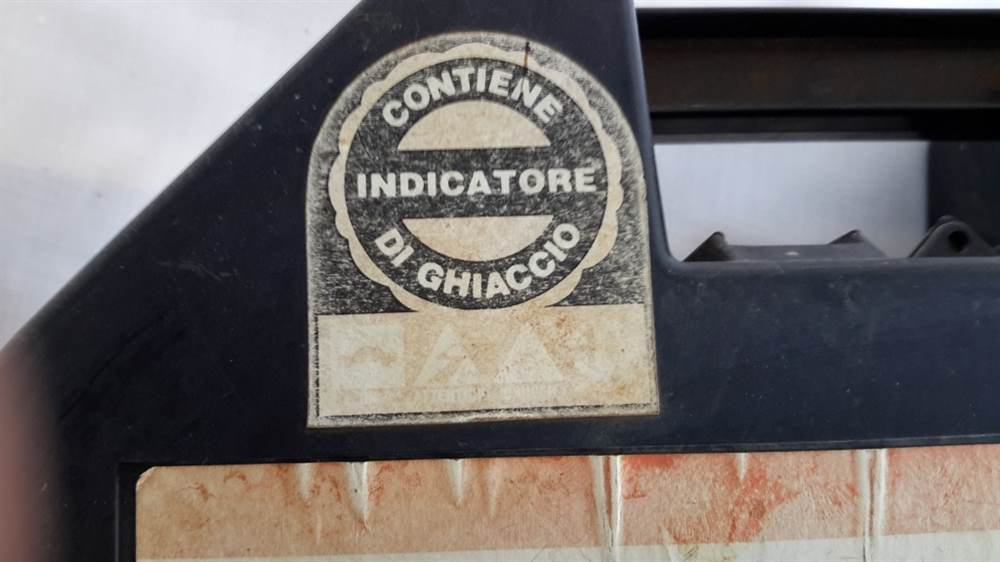 CONTIENE
INDICATORE
DI GHIACCIO